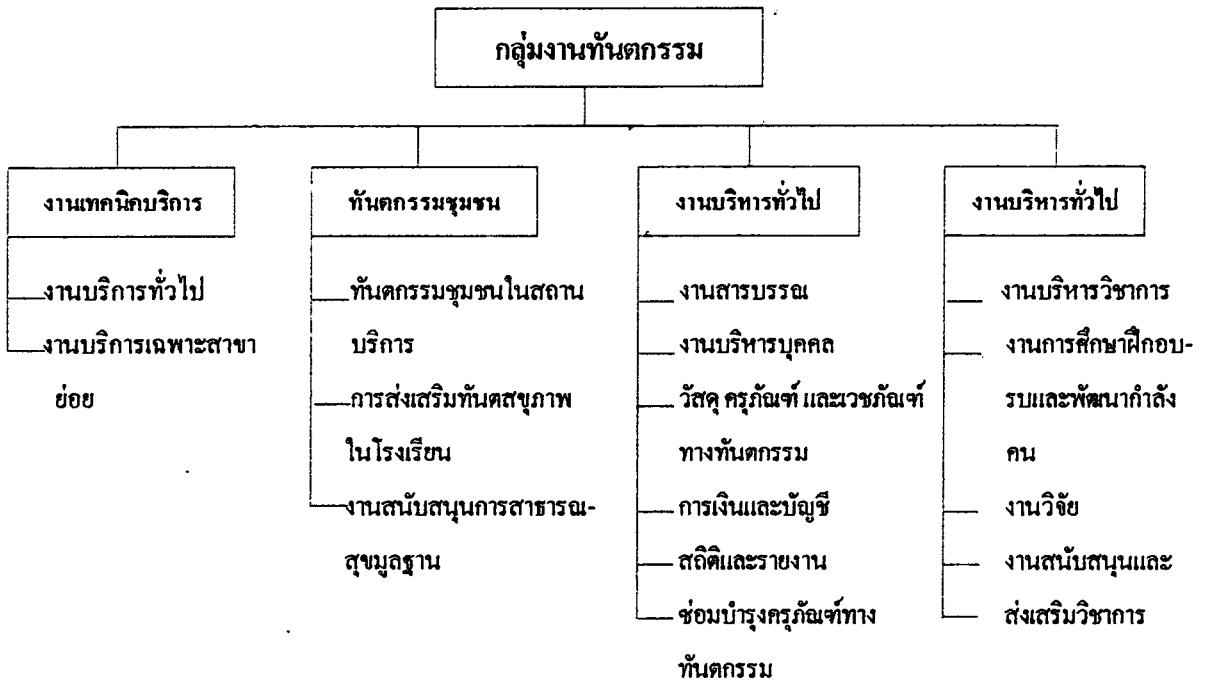 กลุ่มงานทันตกรรม
งานเทคนิคบริการ
งานบริการทั่วไป
งานบริการเฉพาะสาขา
ย่อย
ทันตกรรมชุมชน
ทันตกรรมชุมชนในสถาน
บริการ
การส่งเสริมทันตสุขภาพ
ในโรงเรียน
งานสนับสนุนการสาธารณ-
สุขมูลฐาน
งานบริหารทั่วไป
งานสารบรรณ
งานบริหารบุคคล
วัสดุ ครุภัณฑ์ และเวชภัณฑ์
ทางทันตกรรม
การเงินและบัญชี
สถิติและรายงาน
ซ่อมบำรุงครุภัณฑ์ทาง
ทันตกรรม
งานบริหารทั่วไป
งานบริหารวิชาการ
งานการศึกษาฝึกอบ-
รบและพัฒนากำลัง
คน
งานวิจัย
งานสนับสนุนและ
ส่งเสริมวิชาการ